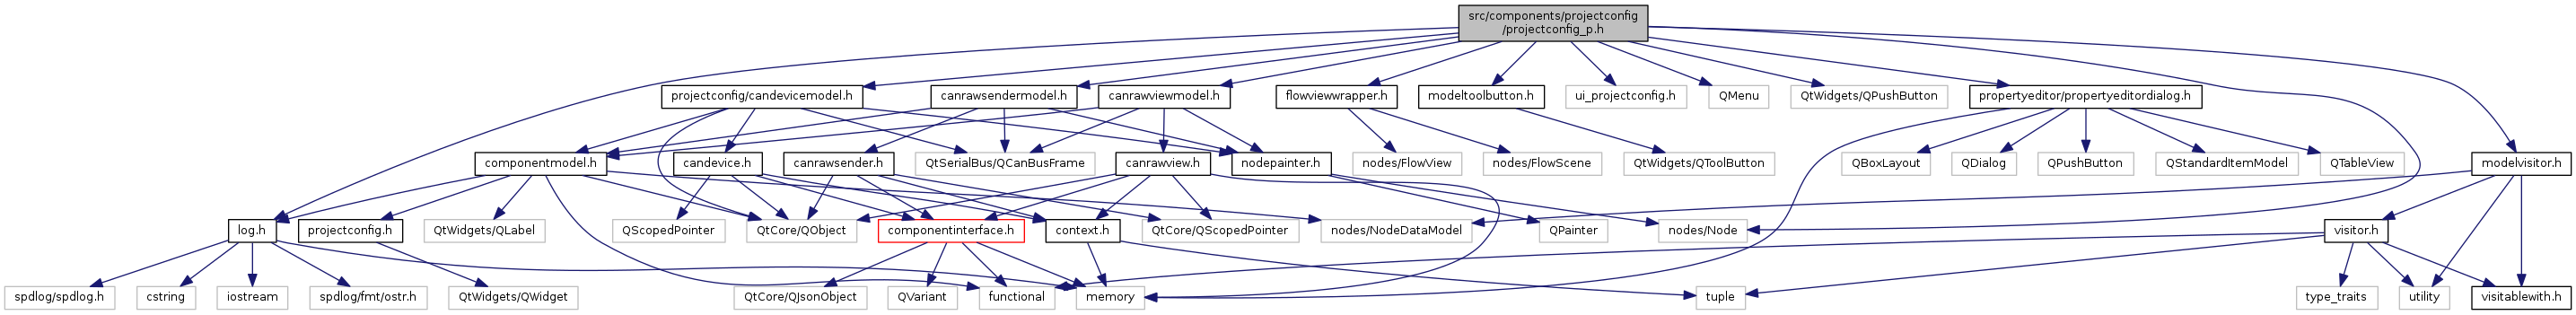 src/components/projectconfig
/projectconfig_p.h
projectconfig/candevicemodel.h
canrawsendermodel.h
canrawviewmodel.h
flowviewwrapper.h
modeltoolbutton.h
ui_projectconfig.h
QMenu
QtWidgets/QPushButton
propertyeditor/propertyeditordialog.h
componentmodel.h
candevice.h
canrawsender.h
QtSerialBus/QCanBusFrame
canrawview.h
nodepainter.h
nodes/FlowView
nodes/FlowScene
QtWidgets/QToolButton
QBoxLayout
QDialog
QPushButton
QStandardItemModel
QTableView
modelvisitor.h
log.h
projectconfig.h
QtWidgets/QLabel
QScopedPointer
QtCore/QObject
componentinterface.h
context.h
QtCore/QScopedPointer
nodes/NodeDataModel
QPainter
nodes/Node
visitor.h
spdlog/spdlog.h
cstring
iostream
spdlog/fmt/ostr.h
QtWidgets/QWidget
QtCore/QJsonObject
QVariant
functional
memory
tuple
type_traits
utility
visitablewith.h